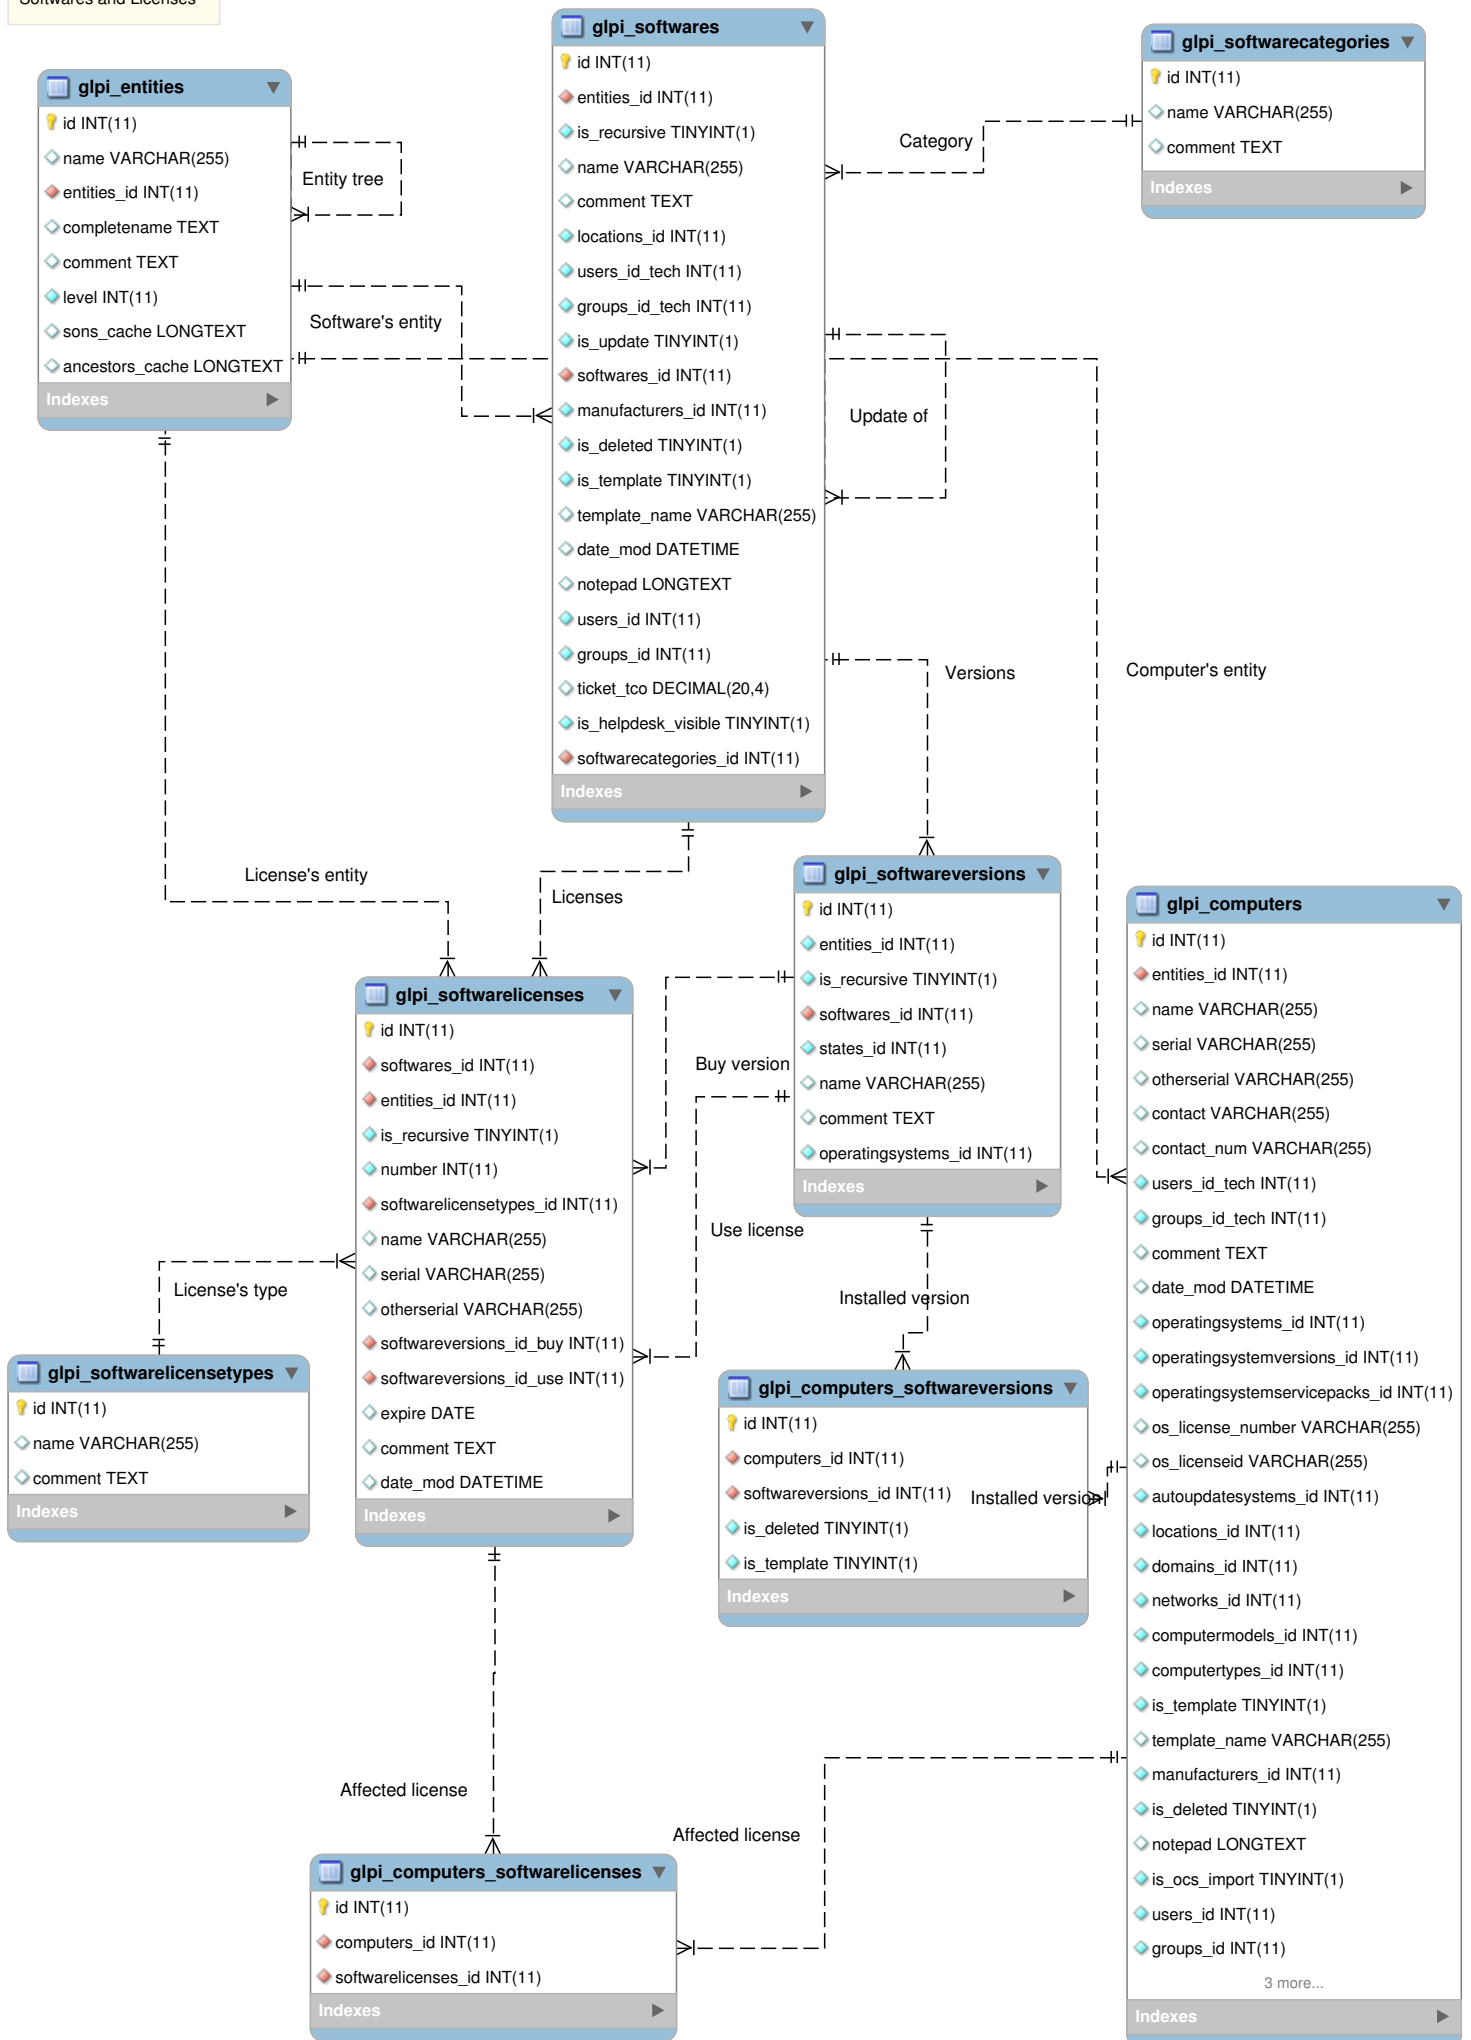 Softwares and Licenses
glpi_softwares
id INT(11)
entities_id INT(11)
is_recursive TINYINT(1)
name VARCHAR(255)
comment TEXT
locations_id INT(11)
users_id_tech INT(11)
groups_id_tech INT(11)
is_update TINYINT(1)
softwares_id INT(11)
manufacturers_id INT(11)
is_deleted TINYINT(1)
is_template TINYINT(1)
template_name VARCHAR(255)
date_mod DATETIME
notepad LONGTEXT
users_id INT(11)
groups_id INT(11)
ticket_tco DECIMAL(20,4)
is_helpdesk_visible TINYINT(1)
softwarecategories_id INT(11)
Indexes
glpi_softwarecategories
id INT(11)
name VARCHAR(255)
comment TEXT
Indexes
Category
glpi_entities
id INT(11)
name VARCHAR(255)
entities_id INT(11)
completename TEXT
comment TEXT
level INT(11)
sons_cache LONGTEXT
ancestors_cache LONGTEXT
Indexes
Entity tree
Software's entity
Update of
Versions
Computer's entity
License's entity
Licenses
glpi_softwareversions
id INT(11)
entities_id INT(11)
is_recursive TINYINT(1)
softwares_id INT(11)
states_id INT(11)
name VARCHAR(255)
comment TEXT
operatingsystems_id INT(11)
Indexes
glpi_computers
id INT(11)
entities_id INT(11)
name VARCHAR(255)
serial VARCHAR(255)
otherserial VARCHAR(255)
contact VARCHAR(255)
contact_num VARCHAR(255)
users_id_tech INT(11)
groups_id_tech INT(11)
comment TEXT
date_mod DATETIME
operatingsystems_id INT(11)
operatingsystemversions_id INT(11)
operatingsystemservicepacks_id INT(11)
os_license_number VARCHAR(255)
os_licenseid VARCHAR(255)
autoupdatesystems_id INT(11)
locations_id INT(11)
domains_id INT(11)
networks_id INT(11)
computermodels_id INT(11)
computertypes_id INT(11)
is_template TINYINT(1)
template_name VARCHAR(255)
manufacturers_id INT(11)
is_deleted TINYINT(1)
notepad LONGTEXT
is_ocs_import TINYINT(1)
users_id INT(11)
groups_id INT(11)
3 more...
Indexes
glpi_softwarelicenses
id INT(11)
softwares_id INT(11)
entities_id INT(11)
is_recursive TINYINT(1)
number INT(11)
softwarelicensetypes_id INT(11)
name VARCHAR(255)
serial VARCHAR(255)
otherserial VARCHAR(255)
softwareversions_id_buy INT(11)
softwareversions_id_use INT(11)
expire DATE
comment TEXT
date_mod DATETIME
Indexes
Buy version
Use license
Installed version
License's type
glpi_softwarelicensetypes
id INT(11)
name VARCHAR(255)
comment TEXT
Indexes
glpi_computers_softwareversions
id INT(11)
computers_id INT(11)
softwareversions_id INT(11)
is_deleted TINYINT(1)
is_template TINYINT(1)
Indexes
Installed version
Affected license
Affected license
glpi_computers_softwarelicenses
id INT(11)
computers_id INT(11)
softwarelicenses_id INT(11)
Indexes